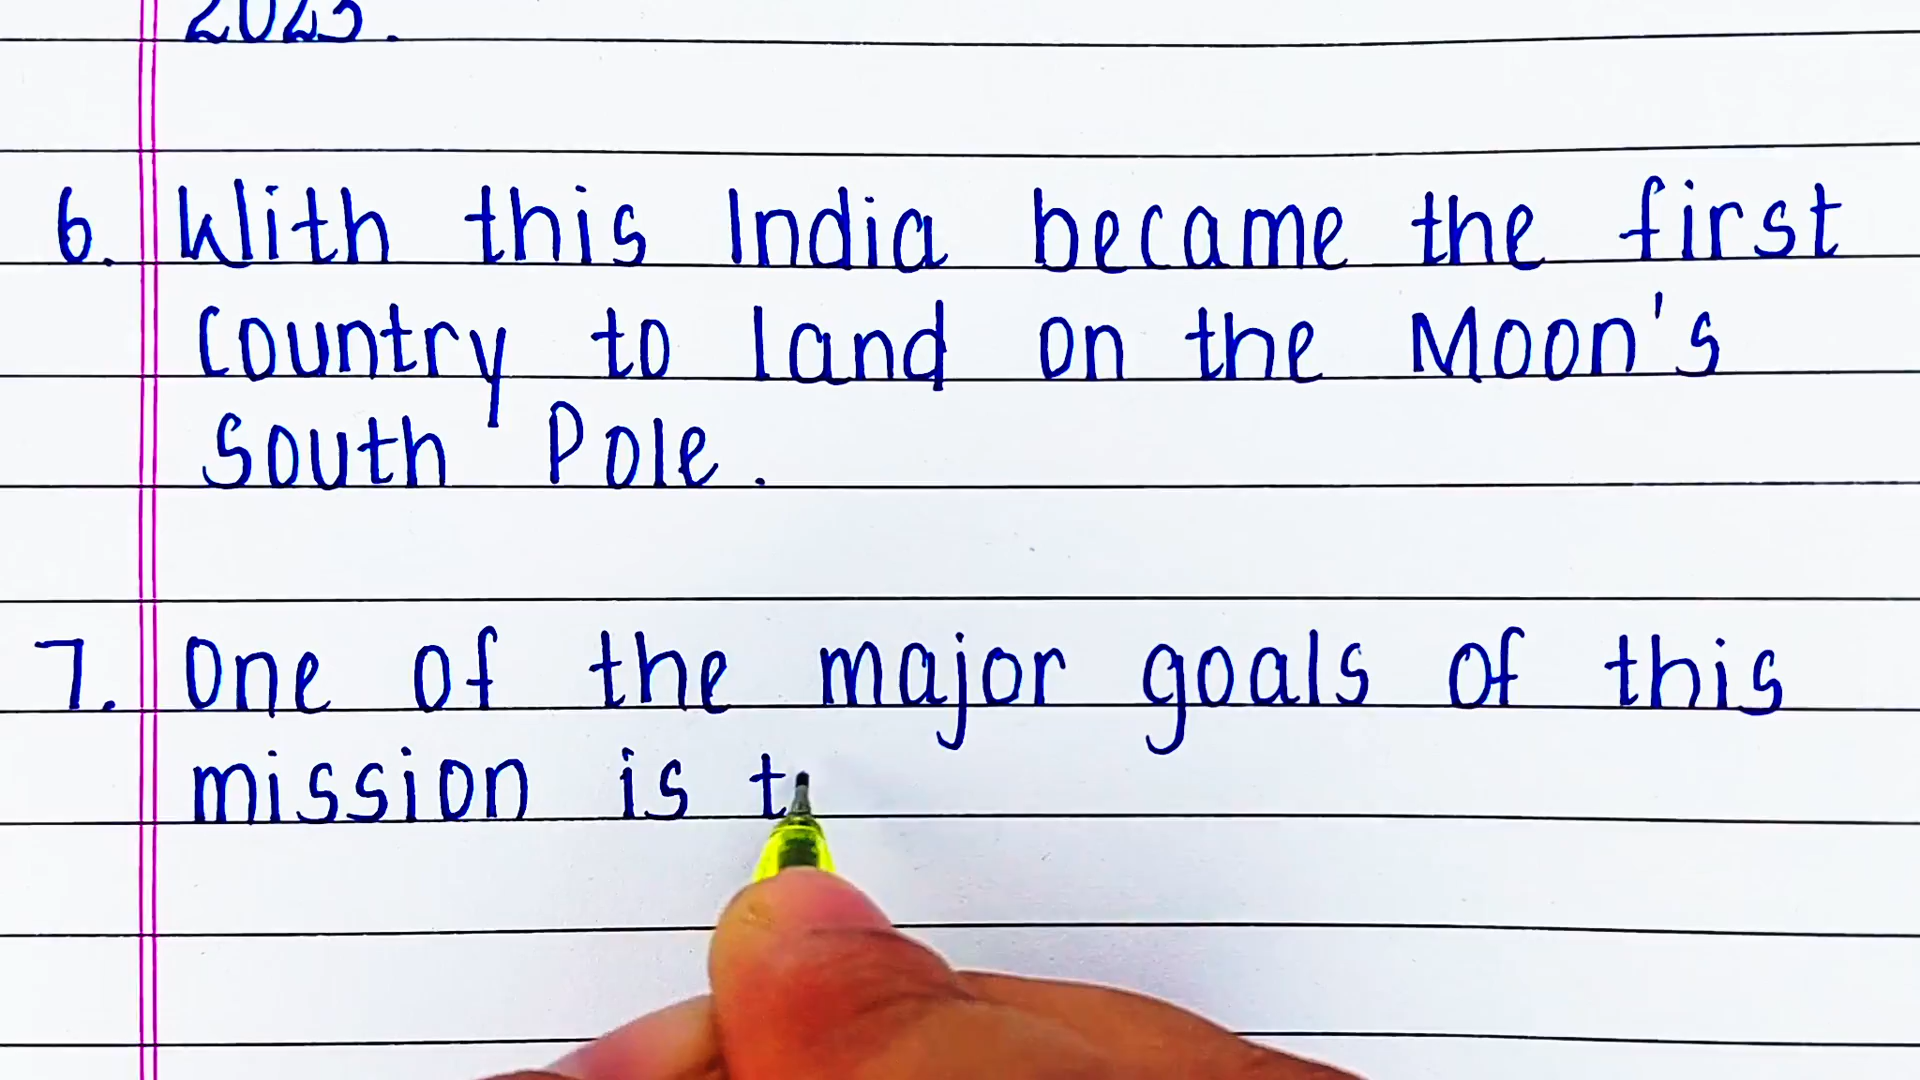 2023.
6. With this India became the first
country to land on the Moon's
South Pole.
7. One of the major goals of this
mission is t